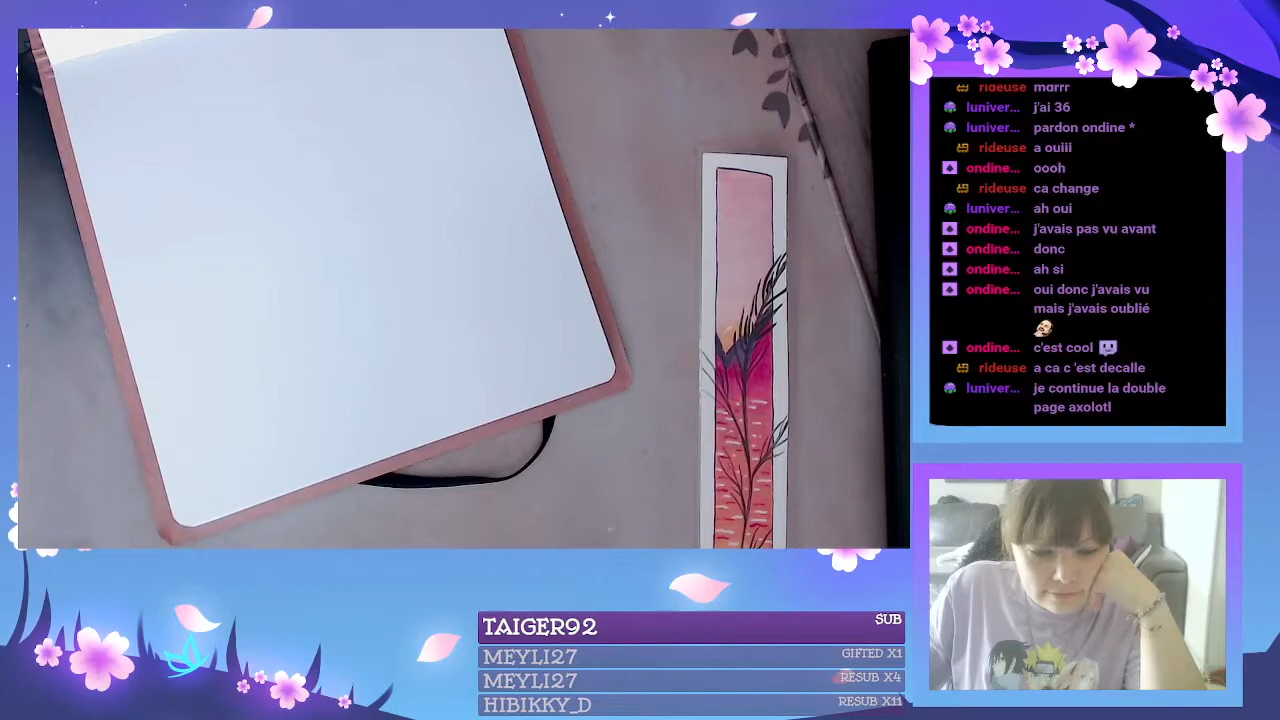 rideuse mdrrr
luniver... j'ai 36
luniver... pardon ondine *
rideuse a ouiii
ondine... oooh
rideuse ca change
luniver... ah oui
ondine... j'avais pas vu avant
ondine... donc
ondine... ah si
ondine... oui donc j'avais vu
mais j'avais oublié
ondine... c'est cool
rideuse a ca c 'est decalle
luniver... je continue la double
page axolotl
TAIGER92 SUB
MEYLI27 GIFTED X1
MEYLI27 RESUB X4
HIBIKKY_D RESUB X11